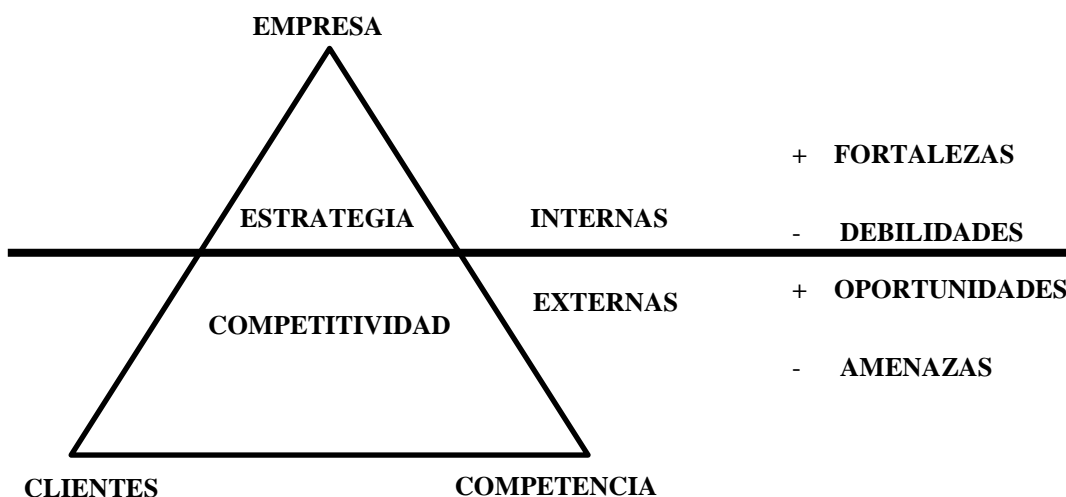 EMPRESA
+ FORTALEZAS
ESTRATEGIA INTERNAS
- DEBILIDADES
EXTERNAS + OPORTUNIDADES
COMPETITIVIDAD
- AMENAZAS
CLIENTES COMPETENCIA